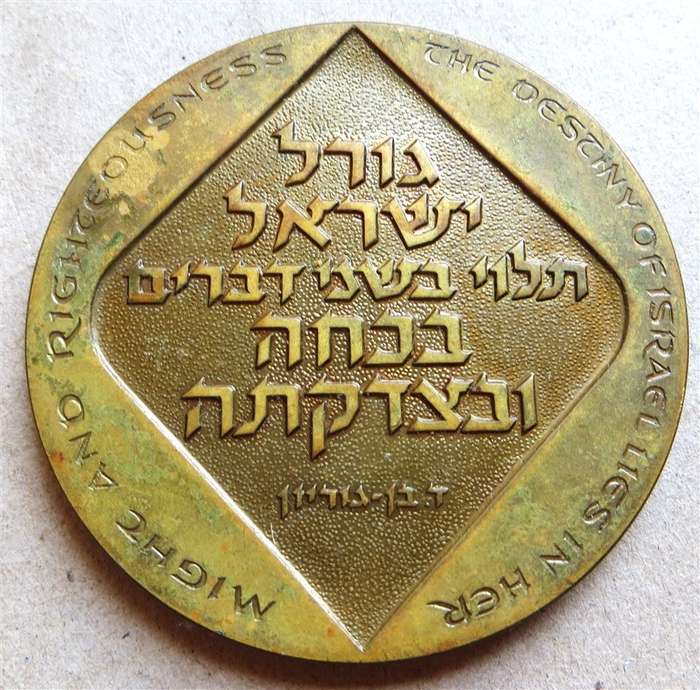 גורל
ישראל
תלוי בשני דברים
בכחה
ובצדקתה
ד. בן-גוריון
THE DESTINY OF ISRAEL LIES IN HER
MIGHT AND RIGHTEOUSNESS